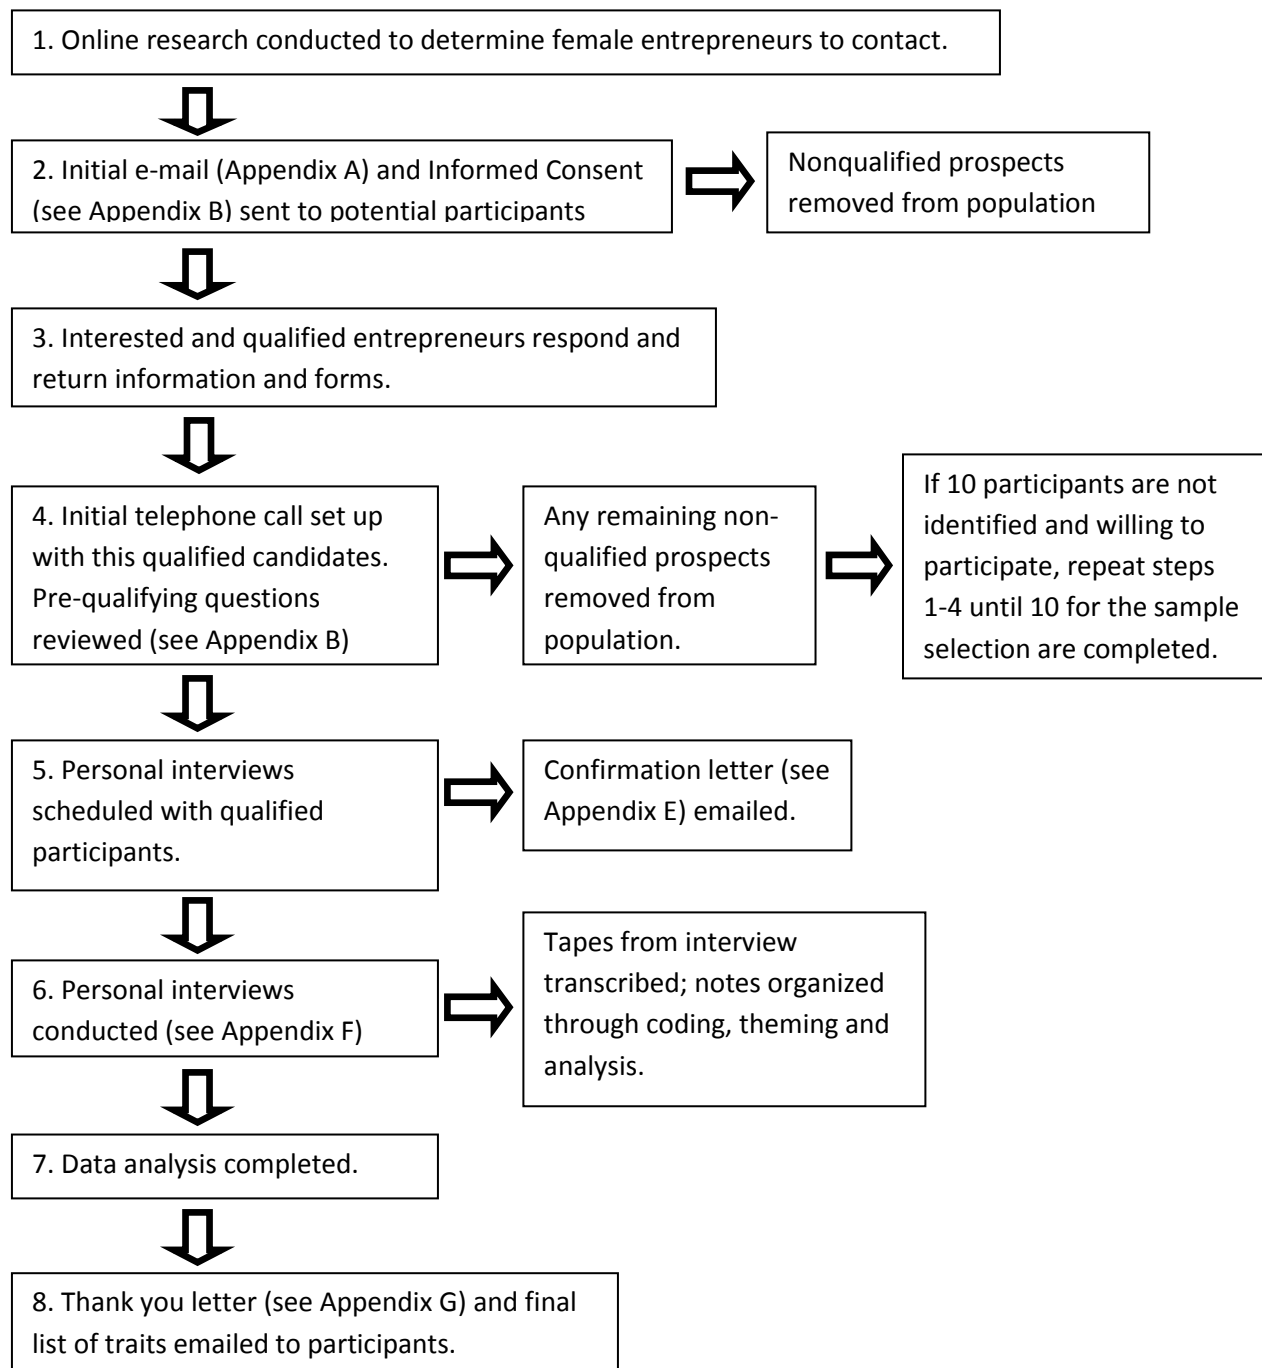 1. Online research conducted to determine female entrepreneurs to contact.
2. Initial e-mail (Appendix A) and Informed Consent
(see Appendix B) sent to potential participants
Nonqualified prospects
removed from population
3. Interested and qualified entrepreneurs respond and
return information and forms.
4. Initial telephone call set up
with this qualified candidates.
Pre-qualifying questions
reviewed (see Appendix B)
Any remaining non-
qualified prospects
removed from
population.
If 10 participants are not
identified and willing to
participate, repeat steps
1-4 until 10 for the sample
selection are completed.
5. Personal interviews
scheduled with qualified
participants.
Confirmation letter (see
Appendix E) emailed.
6. Personal interviews
conducted (see Appendix F)
Tapes from interview
transcribed; notes organized
through coding, theming and
analysis.
7. Data analysis completed.
8. Thank you letter (see Appendix G) and final
list of traits emailed to participants.